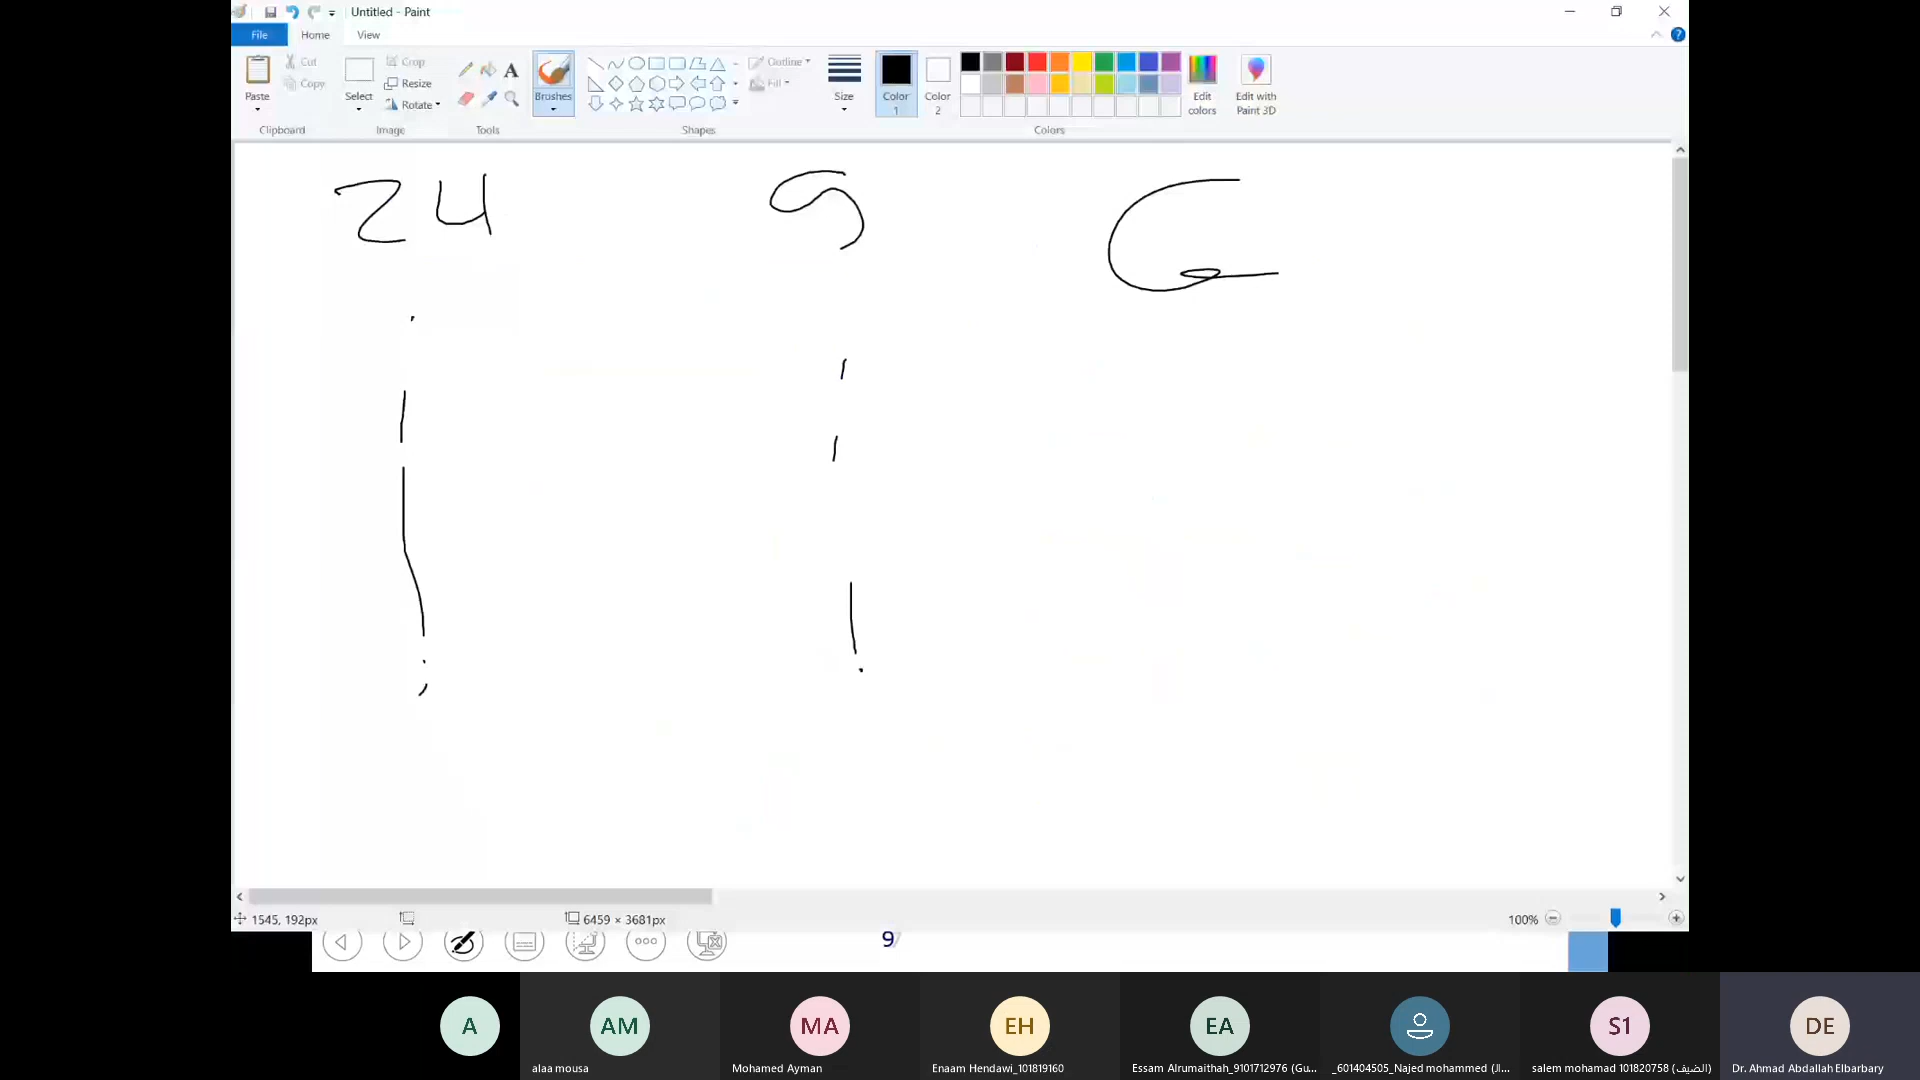 Untitled - Paint
File Home View
Paste Cut Copy Clipboard
Select Crop Resize Rotate Image
Tools
Brushes
Shapes
Outline Fill
Size
Color 1 Color 2
Colors
Edit colors
Edit with Paint 3D
24 9
1545, 192px 6459 × 3681px 100%
9
A AM MA EH EA S1 DE
alaa mousa
Mohamed Ayman
Enaam Hendawi_101819160
Essam Alrumaithah_9101712976 (Gu...
_601404505_Najed mohammed (الـ...
salem mohamad 101820758 (الضيف)
Dr. Ahmad Abdallah Elbarbary